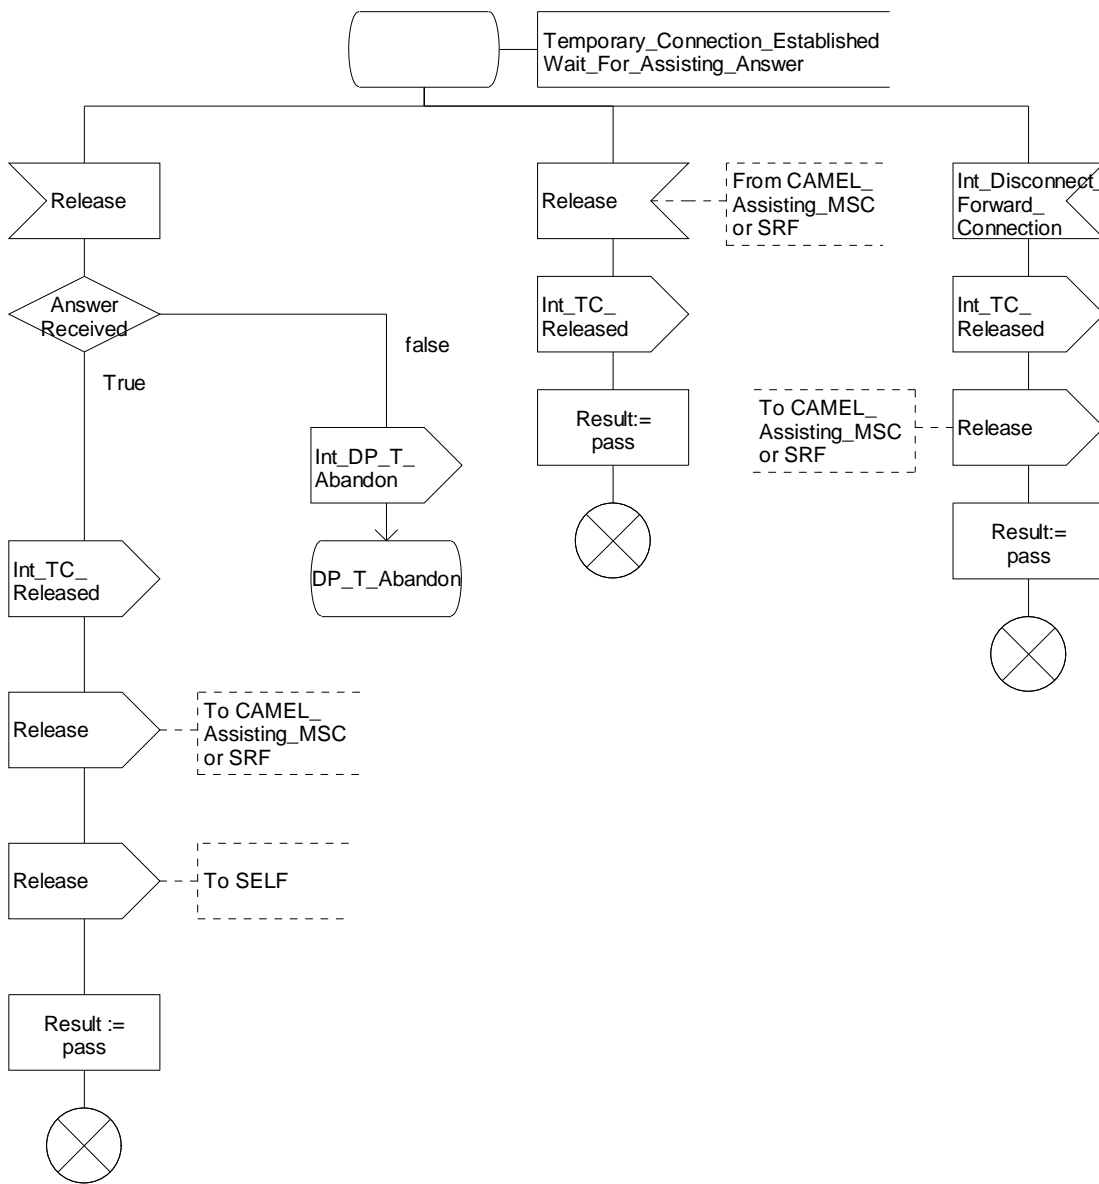 Temporary_Connection_Established
Wait_For_Assisting_Answer
Release
Release
From CAMEL_
Assisting_MSC
or SRF
Int_Disconnect_
Forward_
Connection
Answer
Received
false
True
Int_TC_
Released
Int_TC_
Released
Int_DP_T_
Abandon
Result:=
pass
To CAMEL_
Assisting_MSC
or SRF
Release
DP_T_Abandon
Result:=
pass
Int_TC_
Released
Release
To CAMEL_
Assisting_MSC
or SRF
Release
To SELF
Result :=
pass